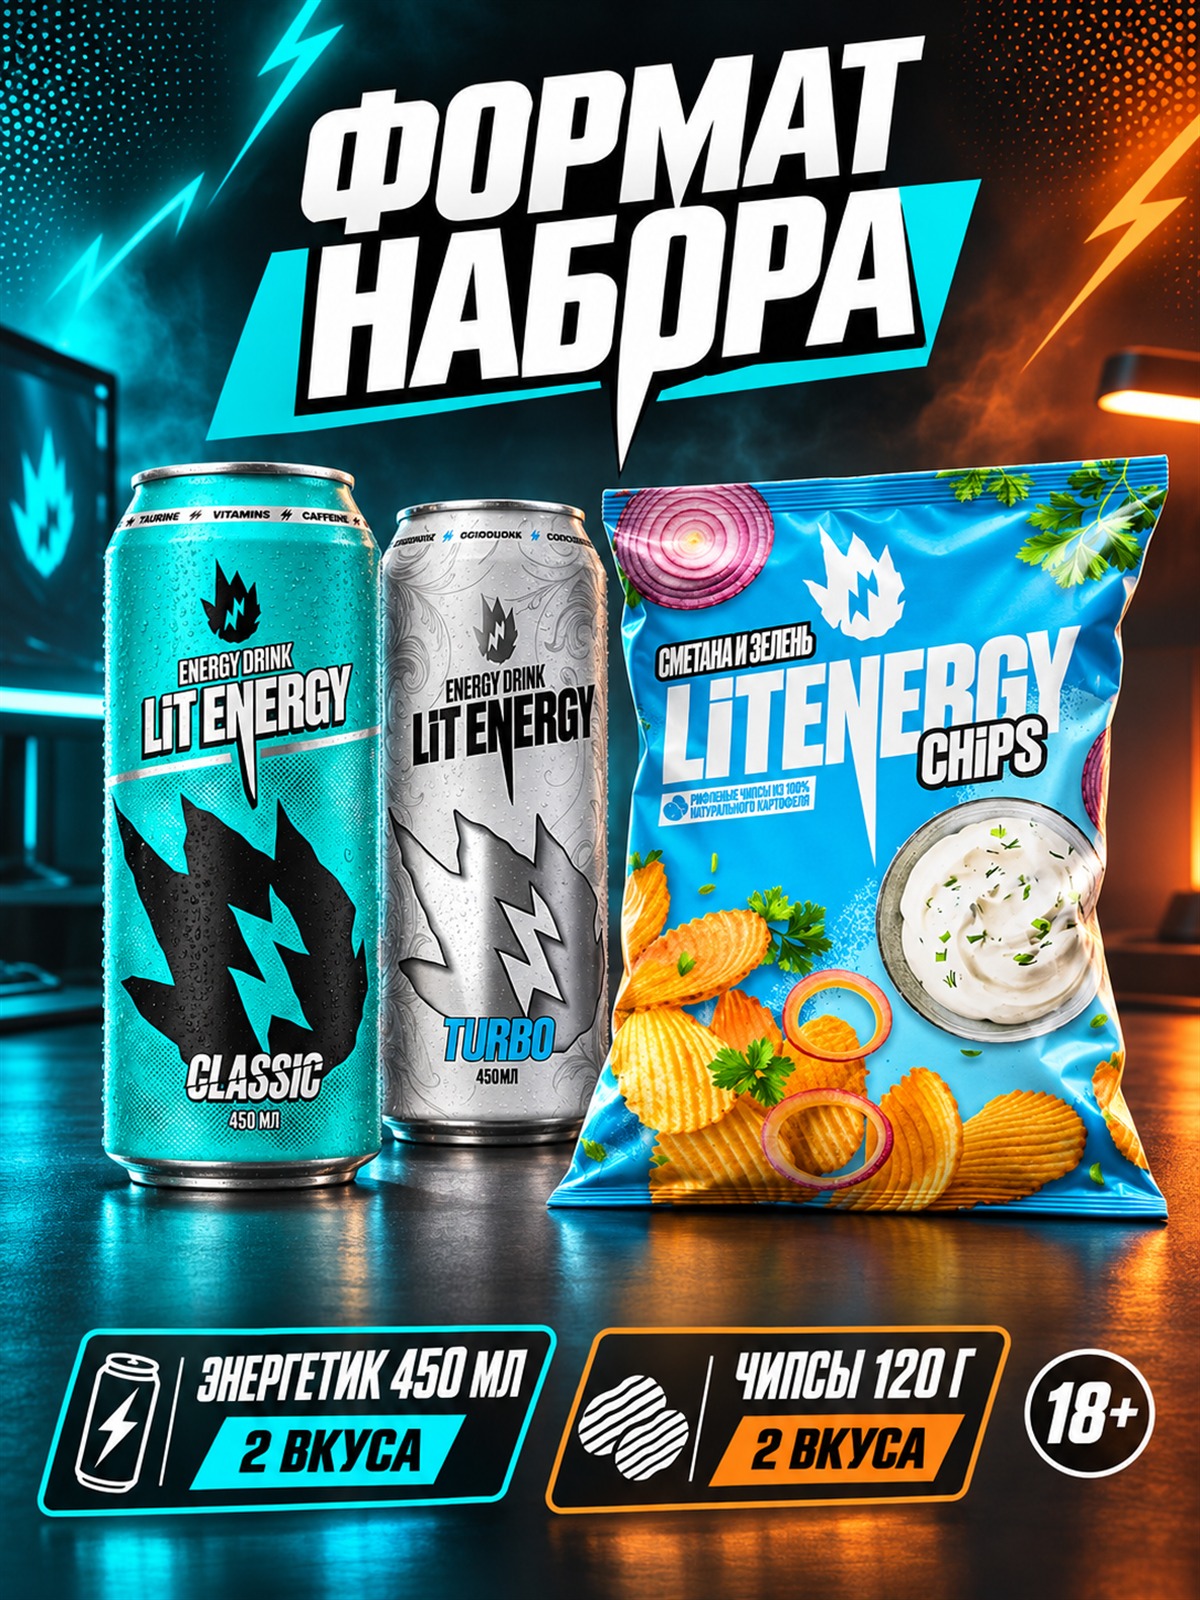 ФОРМАТ
НАБОРА
TAURINE VITAMINS CAFFEINE
ENERGY DRINK
LiT ENERGY
CLASSIC
450 МЛ
ENERGY DRINK
LiT ENERGY
TURBO
450МЛ
СМЕТАНА И ЗЕЛЕНЬ
LiTENERGY
CHiPS
РИФЛЕНЫЕ ЧИПСЫ ИЗ 100%
НАТУРАЛЬНОГО КАРТОФЕЛЯ
ЭНЕРГЕТИК 450 МЛ
2 ВКУСА
ЧИПСЫ 120 Г
2 ВКУСА
18+